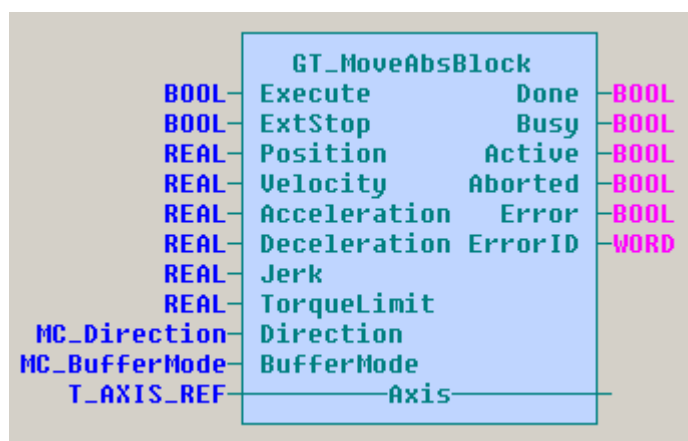 GT_MoveAbsBlock
BOOL Execute Done BOOL
BOOL ExtStop Busy BOOL
REAL Position Active BOOL
REAL Velocity Aborted BOOL
REAL Acceleration Error BOOL
REAL Deceleration ErrorID WORD
REAL Jerk
REAL TorqueLimit
MC_Direction Direction
MC_BufferMode BufferMode
T_AXIS_REF Axis